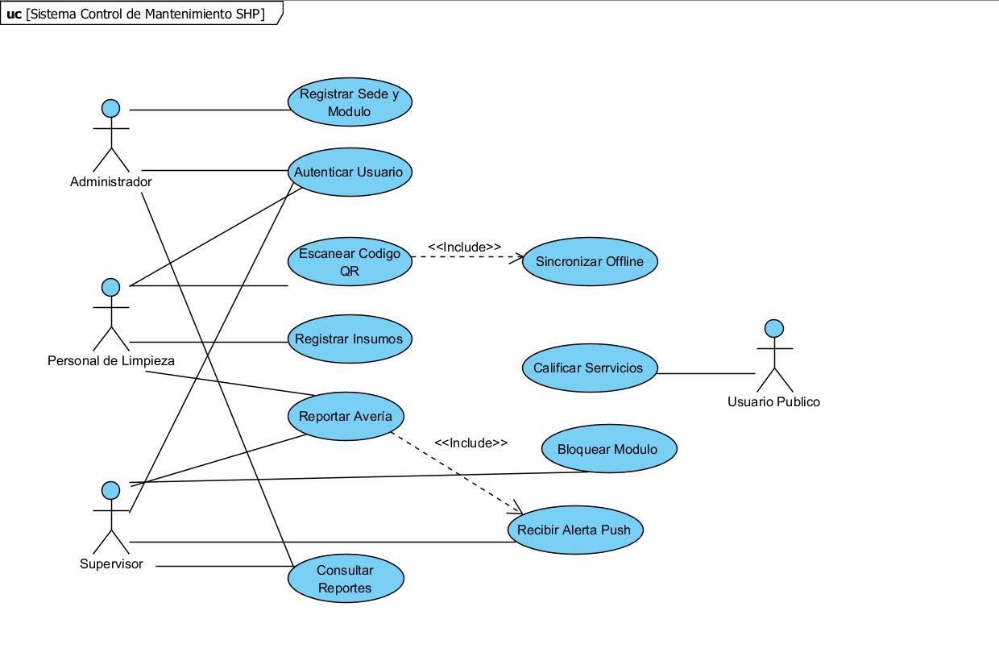 uc [Sistema Control de Mantenimiento SHP]
Registrar Sede y
Modulo
Administrador
Autenticar Usuario
Escanear Codigo
QR
<<Include>>
Sincronizar Offline
Personal de Limpieza
Registrar Insumos
Calificar Serrvicios
Usuario Publico
Reportar Avería
<<Include>>
Bloquear Modulo
Supervisor
Recibir Alerta Push
Consultar
Reportes